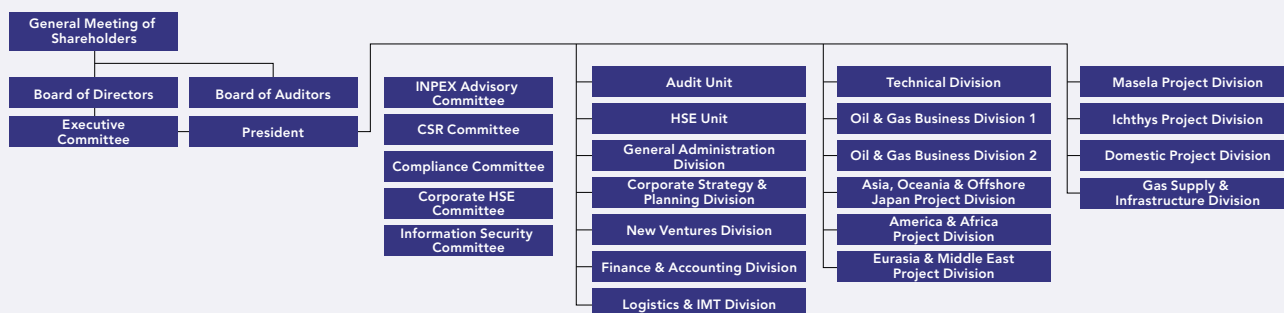 General Meeting of
Shareholders
Board of Directors
Board of Auditors
Executive
Committee
President
INPEX Advisory
Committee
CSR Committee
Compliance Committee
Corporate HSE
Committee
Information Security
Committee
Audit Unit
HSE Unit
General Administration
Division
Corporate Strategy &
Planning Division
New Ventures Division
Finance & Accounting Division
Logistics & IMT Division
Technical Division
Oil & Gas Business Division 1
Oil & Gas Business Division 2
Asia, Oceania & Offshore
Japan Project Division
America & Africa
Project Division
Eurasia & Middle East
Project Division
Masela Project Division
Ichthys Project Division
Domestic Project Division
Gas Supply &
Infrastructure Division